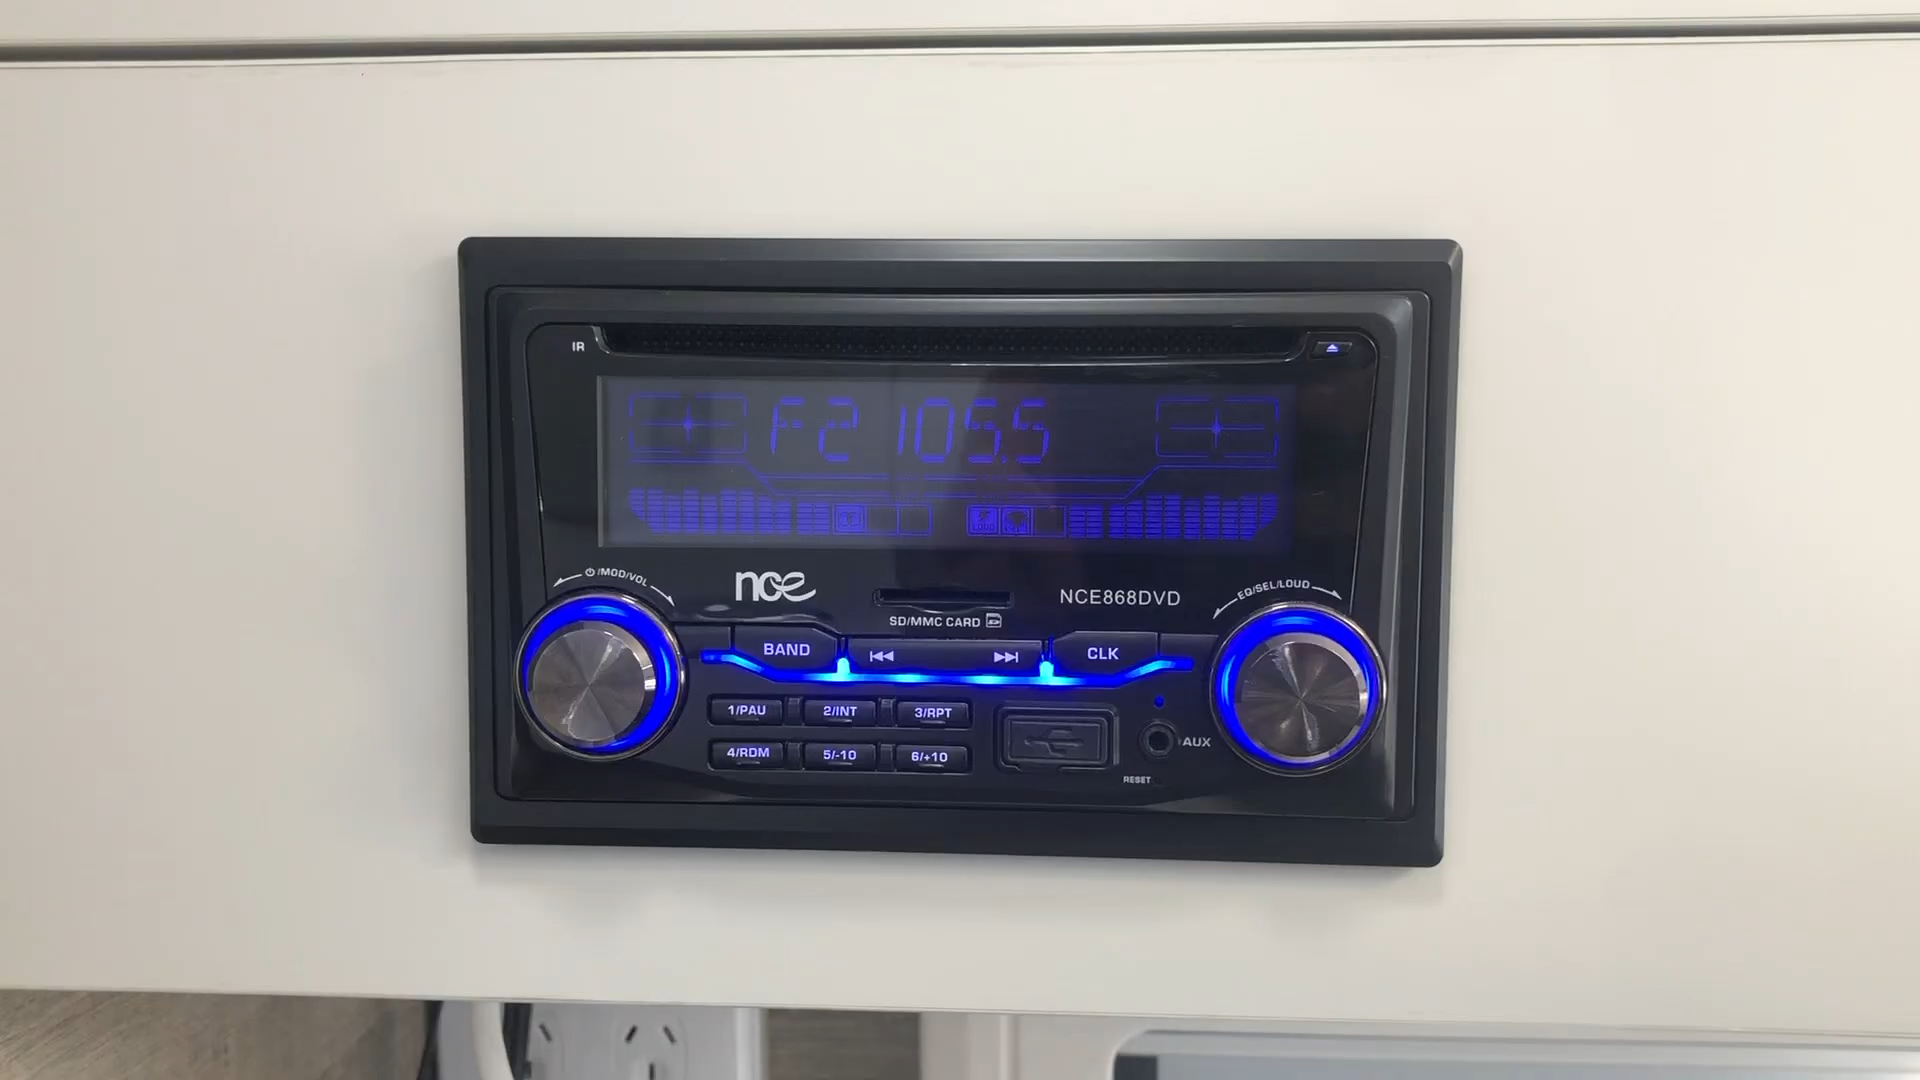 IR
F2 105.5
LOUD
⏻/MOD/VOL
nce
NCE868DVD
EQ/SEL/LOUD
SD/MMC CARD
BAND
CLK
1/PAU
2/INT
3/RPT
4/RDM
5/-10
6/+10
AUX
RESET